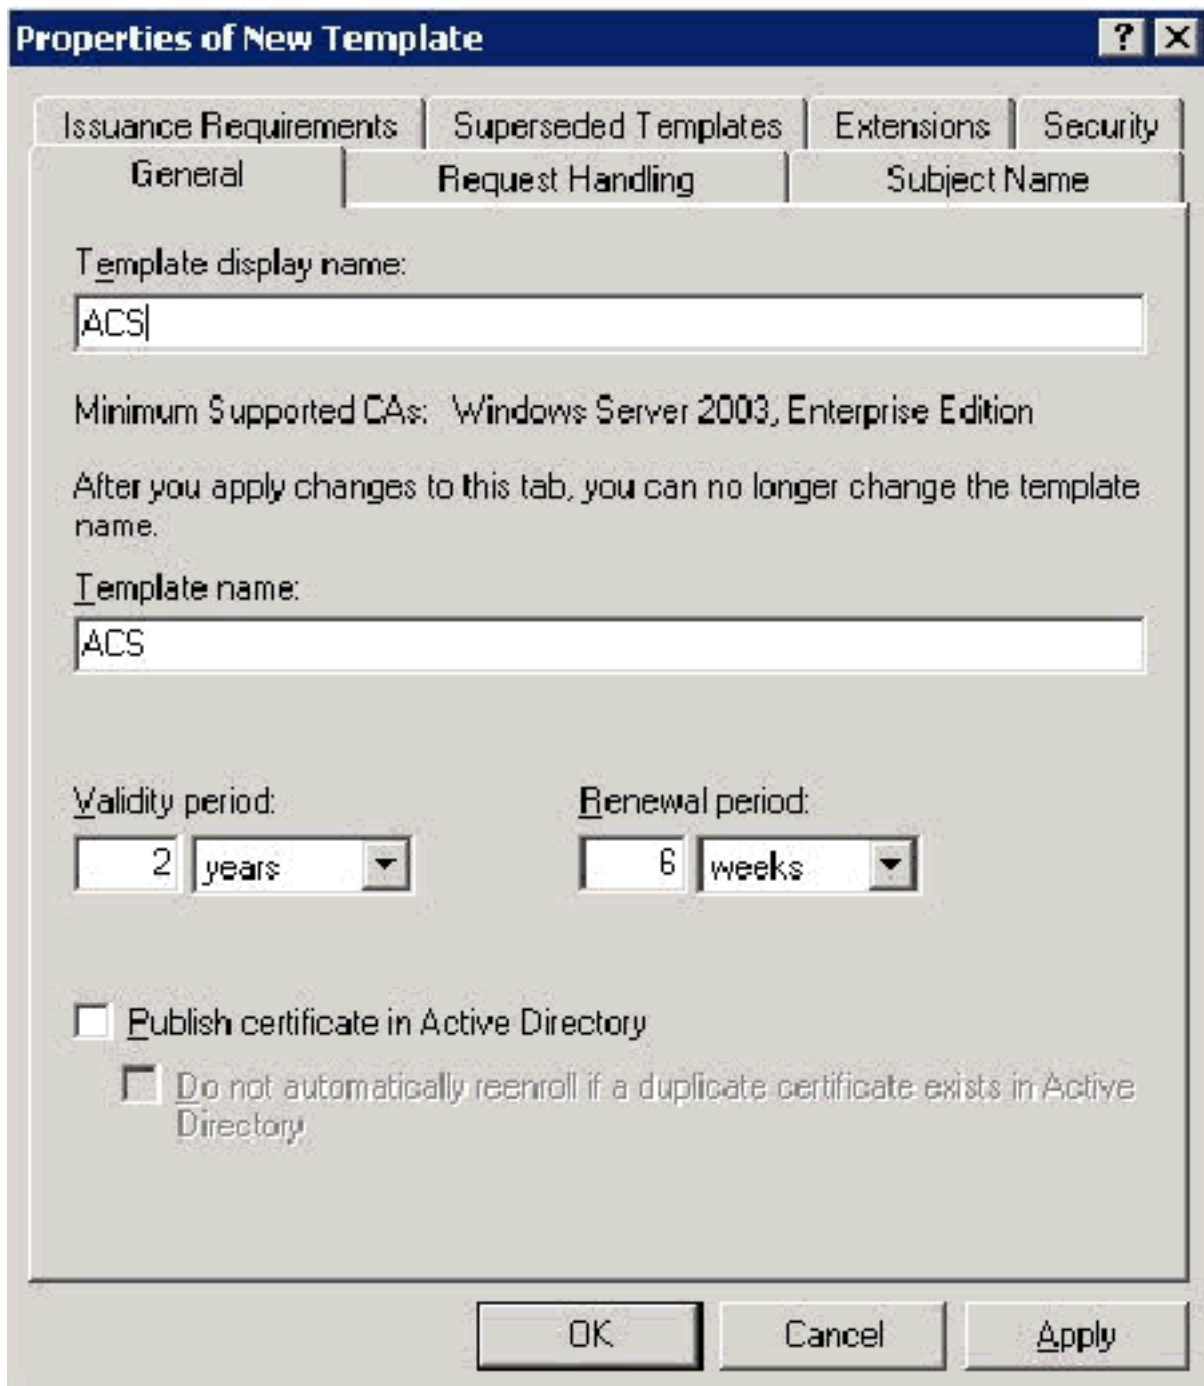 Properties of New Template
Issuance Requirements
Superseded Templates
Extensions
Security
General
Request Handling
Subject Name
Template display name:
ACS
Minimum Supported CAs: Windows Server 2003, Enterprise Edition
After you apply changes to this tab, you can no longer change the template
name.
Template name:
ACS
Validity period:
Renewal period:
2 years
6 weeks
Publish certificate in Active Directory
Do not automatically reenroll if a duplicate certificate exists in Active
Directory
OK
Cancel
Apply